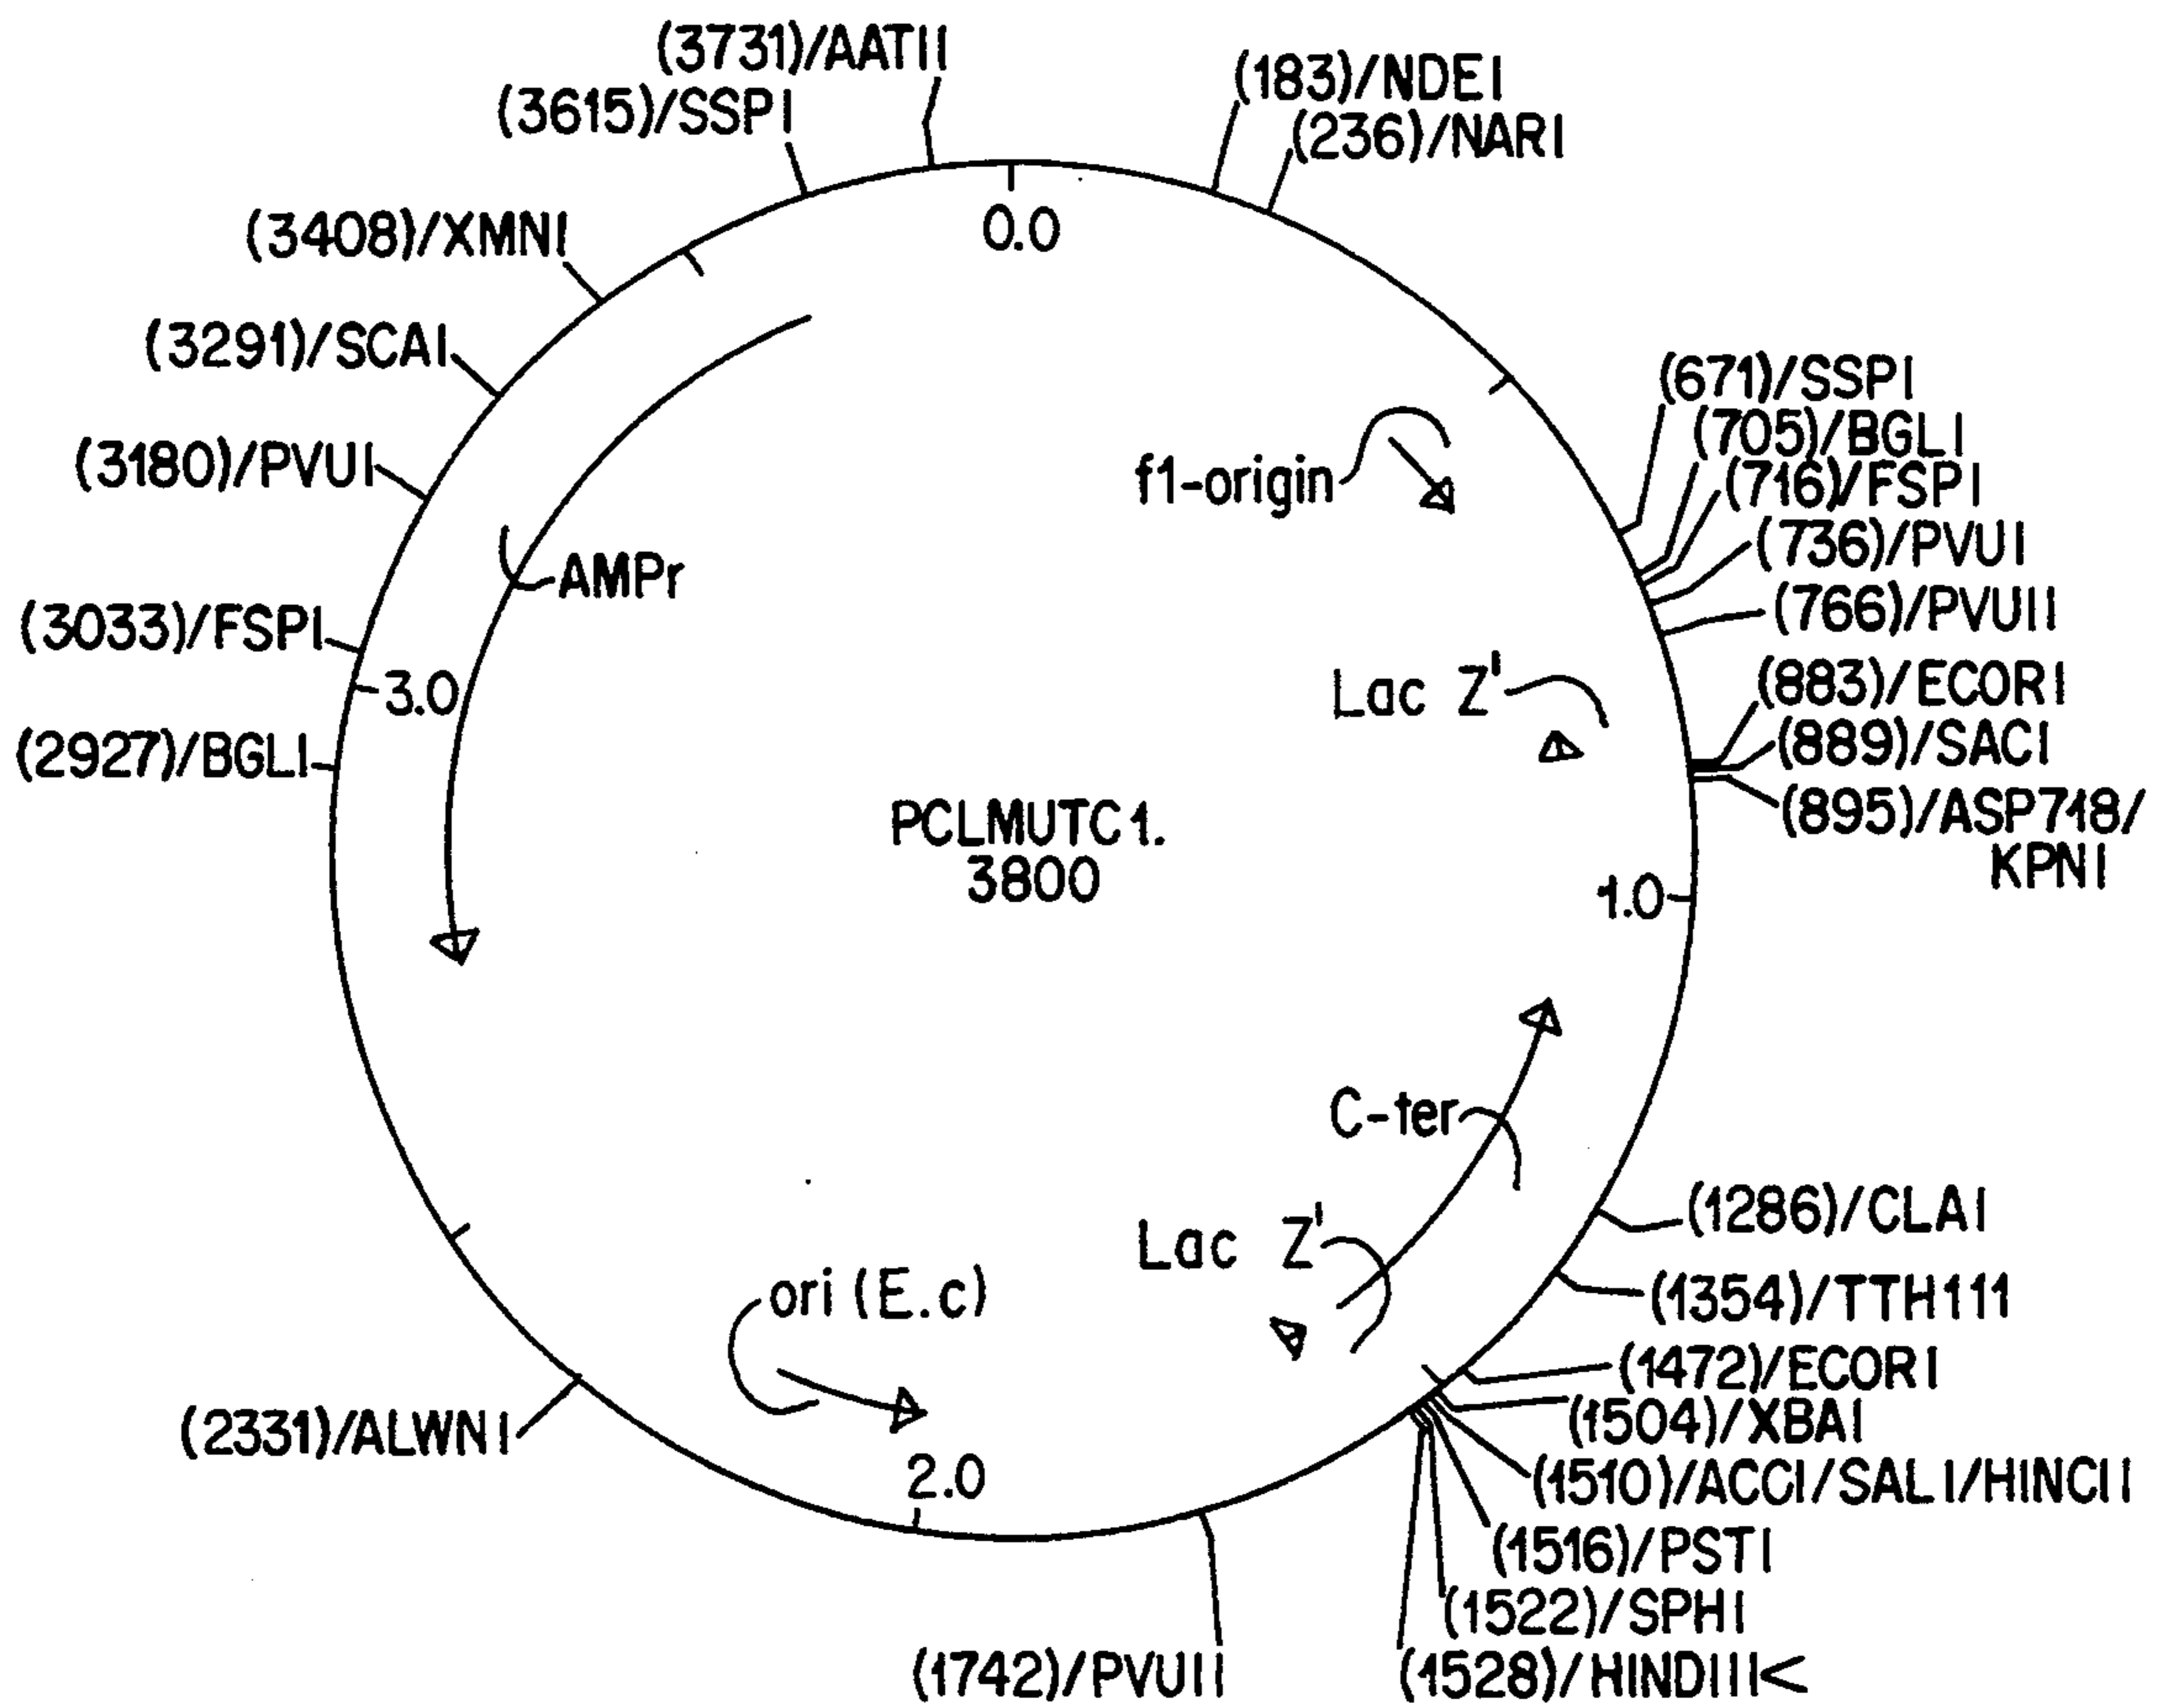 (3731)/AATII
(3615)/SSPI
(183)/NDEI
(236)/NARI
0.0
(3408)/XMNI
(3291)/SCAI
(3180)/PVUI
(3033)/FSPI
3.0
(2927)/BGLI
AMPr
f1-origin
(671)/SSPI
(705)/BGLI
(716)/FSPI
(736)/PVUI
(766)/PVUII
Lac Z'
(883)/ECORI
(889)/SACI
(895)/ASP718/
KPNI
PCLMUTC1.
3800
1.0
C-ter
Lac Z'
(1286)/CLAI
(1354)/TTH111
(1472)/ECORI
(1504)/XBAI
(1510)/ACCI/SALI/HINCII
(1516)/PSTI
(1522)/SPHI
(1528)/HINDIII<
(1742)/PVUII
2.0
ori (E.c)
(2331)/ALWNI